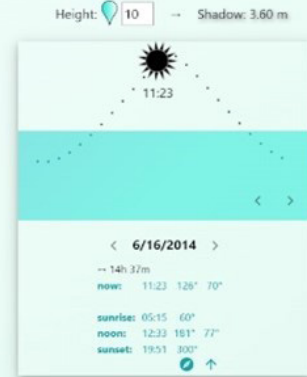 Height: 10 → Shadow: 3.60 m
11:23
< >
< 6/16/2014 >
-- 14h 37m
now: 11:23 126° 70°
sunrise: 05:15 60°
noon: 12:33 181° 77°
sunset: 19:51 300°